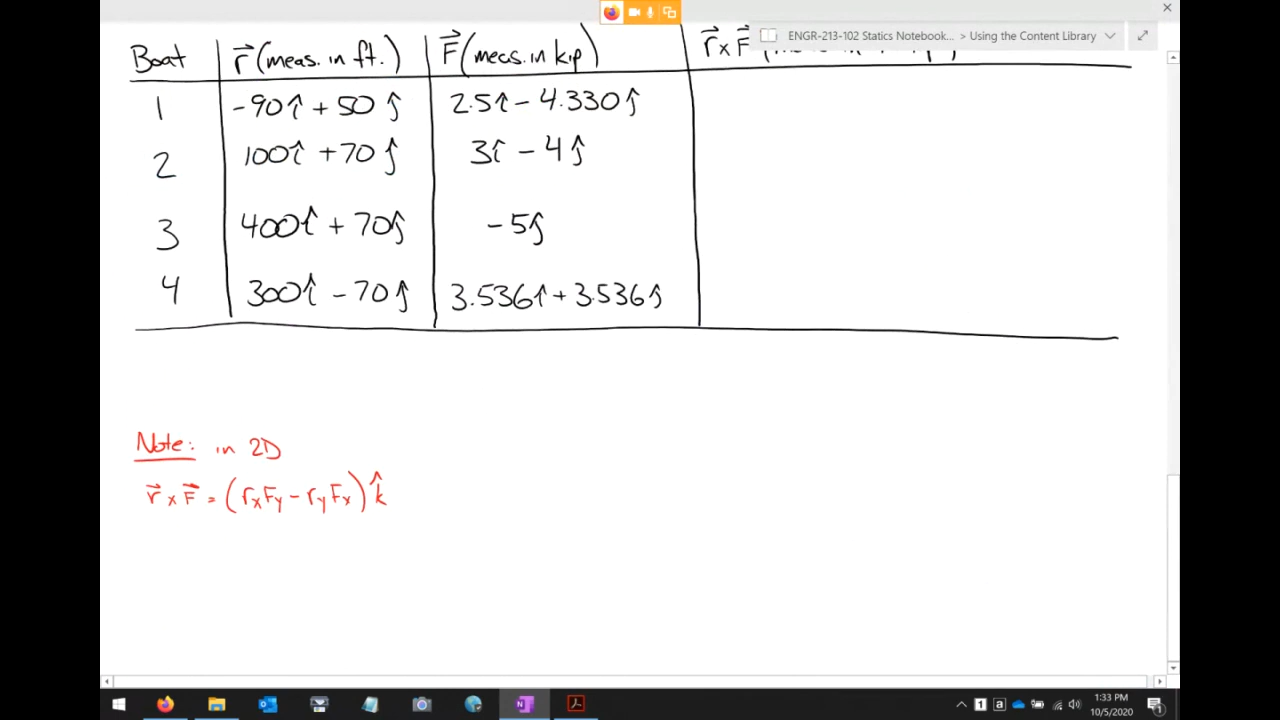 ENGR-213-102 Statics Notebook... > Using the Content Library
Boat r⃗ (meas. in ft.) F⃗ (meas. in kip) r⃗ x F⃗
1 -90î + 50ĵ 2.5î - 4.330ĵ
2 100î + 70ĵ 3î - 4ĵ
3 400î + 70ĵ -5ĵ
4 300î - 70ĵ 3.536î + 3.536ĵ
Note: in 2D
r⃗ x F⃗ = (rₓFᵧ - rᵧFₓ) k̂
1:33 PM
10/5/2020